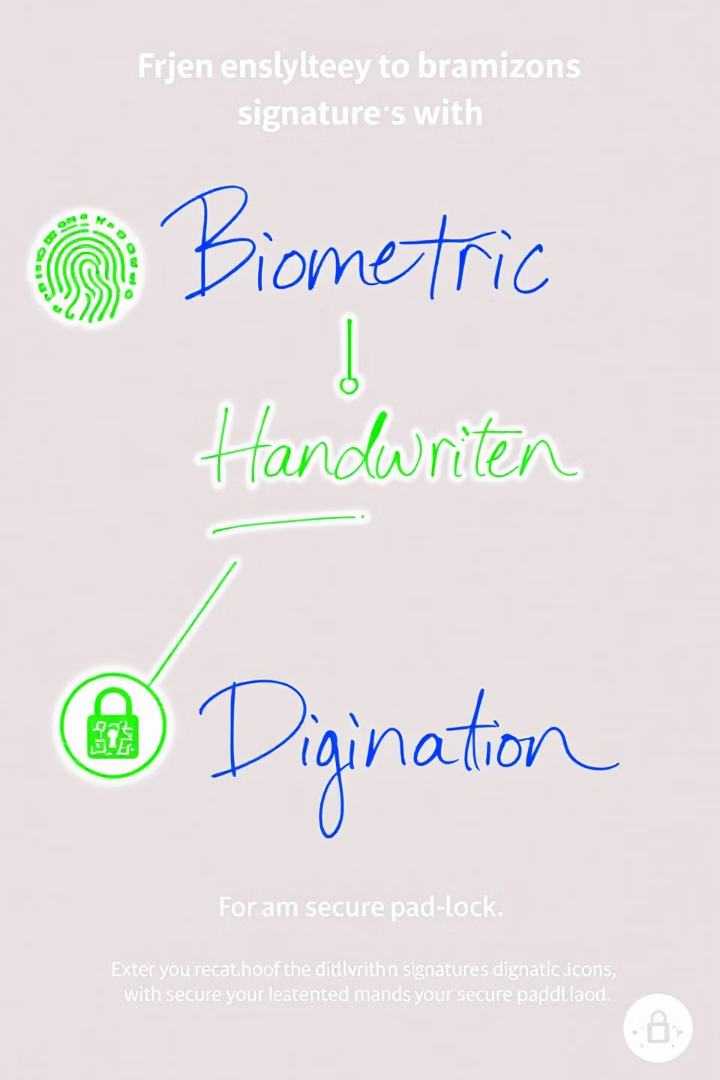 Frjen enslylteey to bramizons
signature's with
Biometric
Handwriten
Digination
For am secure pad-lock.
Exter you recat.hoof the ditlvrithn signatures dignatic .icons,
with secure your leatented mands your secure papdl.laod.